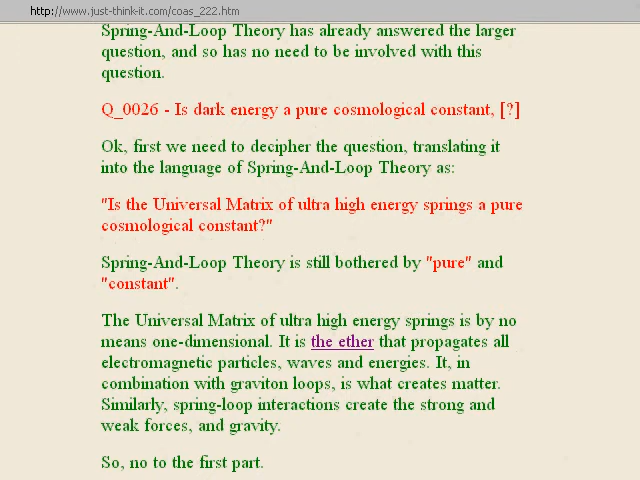 http://www.just-think-it.com/coas_222.htm
Spring-And-Loop Theory has already answered the larger
question, and so has no need to be involved with this
question.
Q_0026 - Is dark energy a pure cosmological constant, [?]
Ok, first we need to decipher the question, translating it
into the language of Spring-And-Loop Theory as:
"Is the Universal Matrix of ultra high energy springs a pure
cosmological constant?"
Spring-And-Loop Theory is still bothered by "pure" and
"constant".
The Universal Matrix of ultra high energy springs is by no
means one-dimensional. It is the ether that propagates all
electromagnetic particles, waves and energies. It, in
combination with graviton loops, is what creates matter.
Similarly, spring-loop interactions create the strong and
weak forces, and gravity.
So, no to the first part.